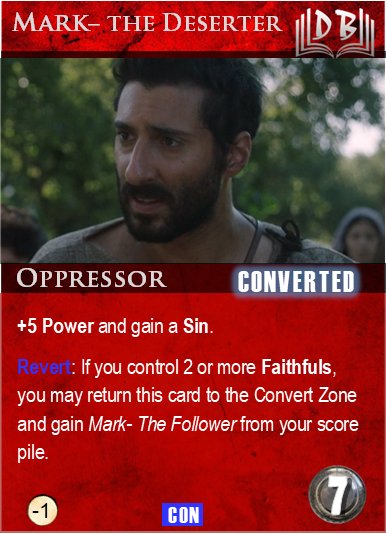 MARK– THE DESERTER
DB
OPPRESSOR
CONVERTED
+5 Power and gain a Sin.
Revert: If you control 2 or more Faithfuls,
you may return this card to the Convert Zone
and gain Mark- The Follower from your score
pile.
-1
CON
7